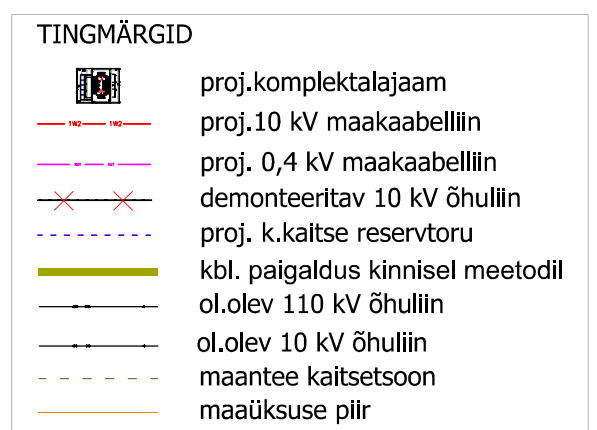 TINGMÄRGID
proj.komplektalajaam
1W2 1W2 proj.10 kV maakaabelliin
proj. 0,4 kV maakaabelliin
demonteeritav 10 kV õhuliin
proj. k.kaitse reservtoru
kbl. paigaldus kinnisel meetodil
ol.olev 110 kV õhuliin
ol.olev 10 kV õhuliin
maantee kaitsetsoon
maaüksuse piir